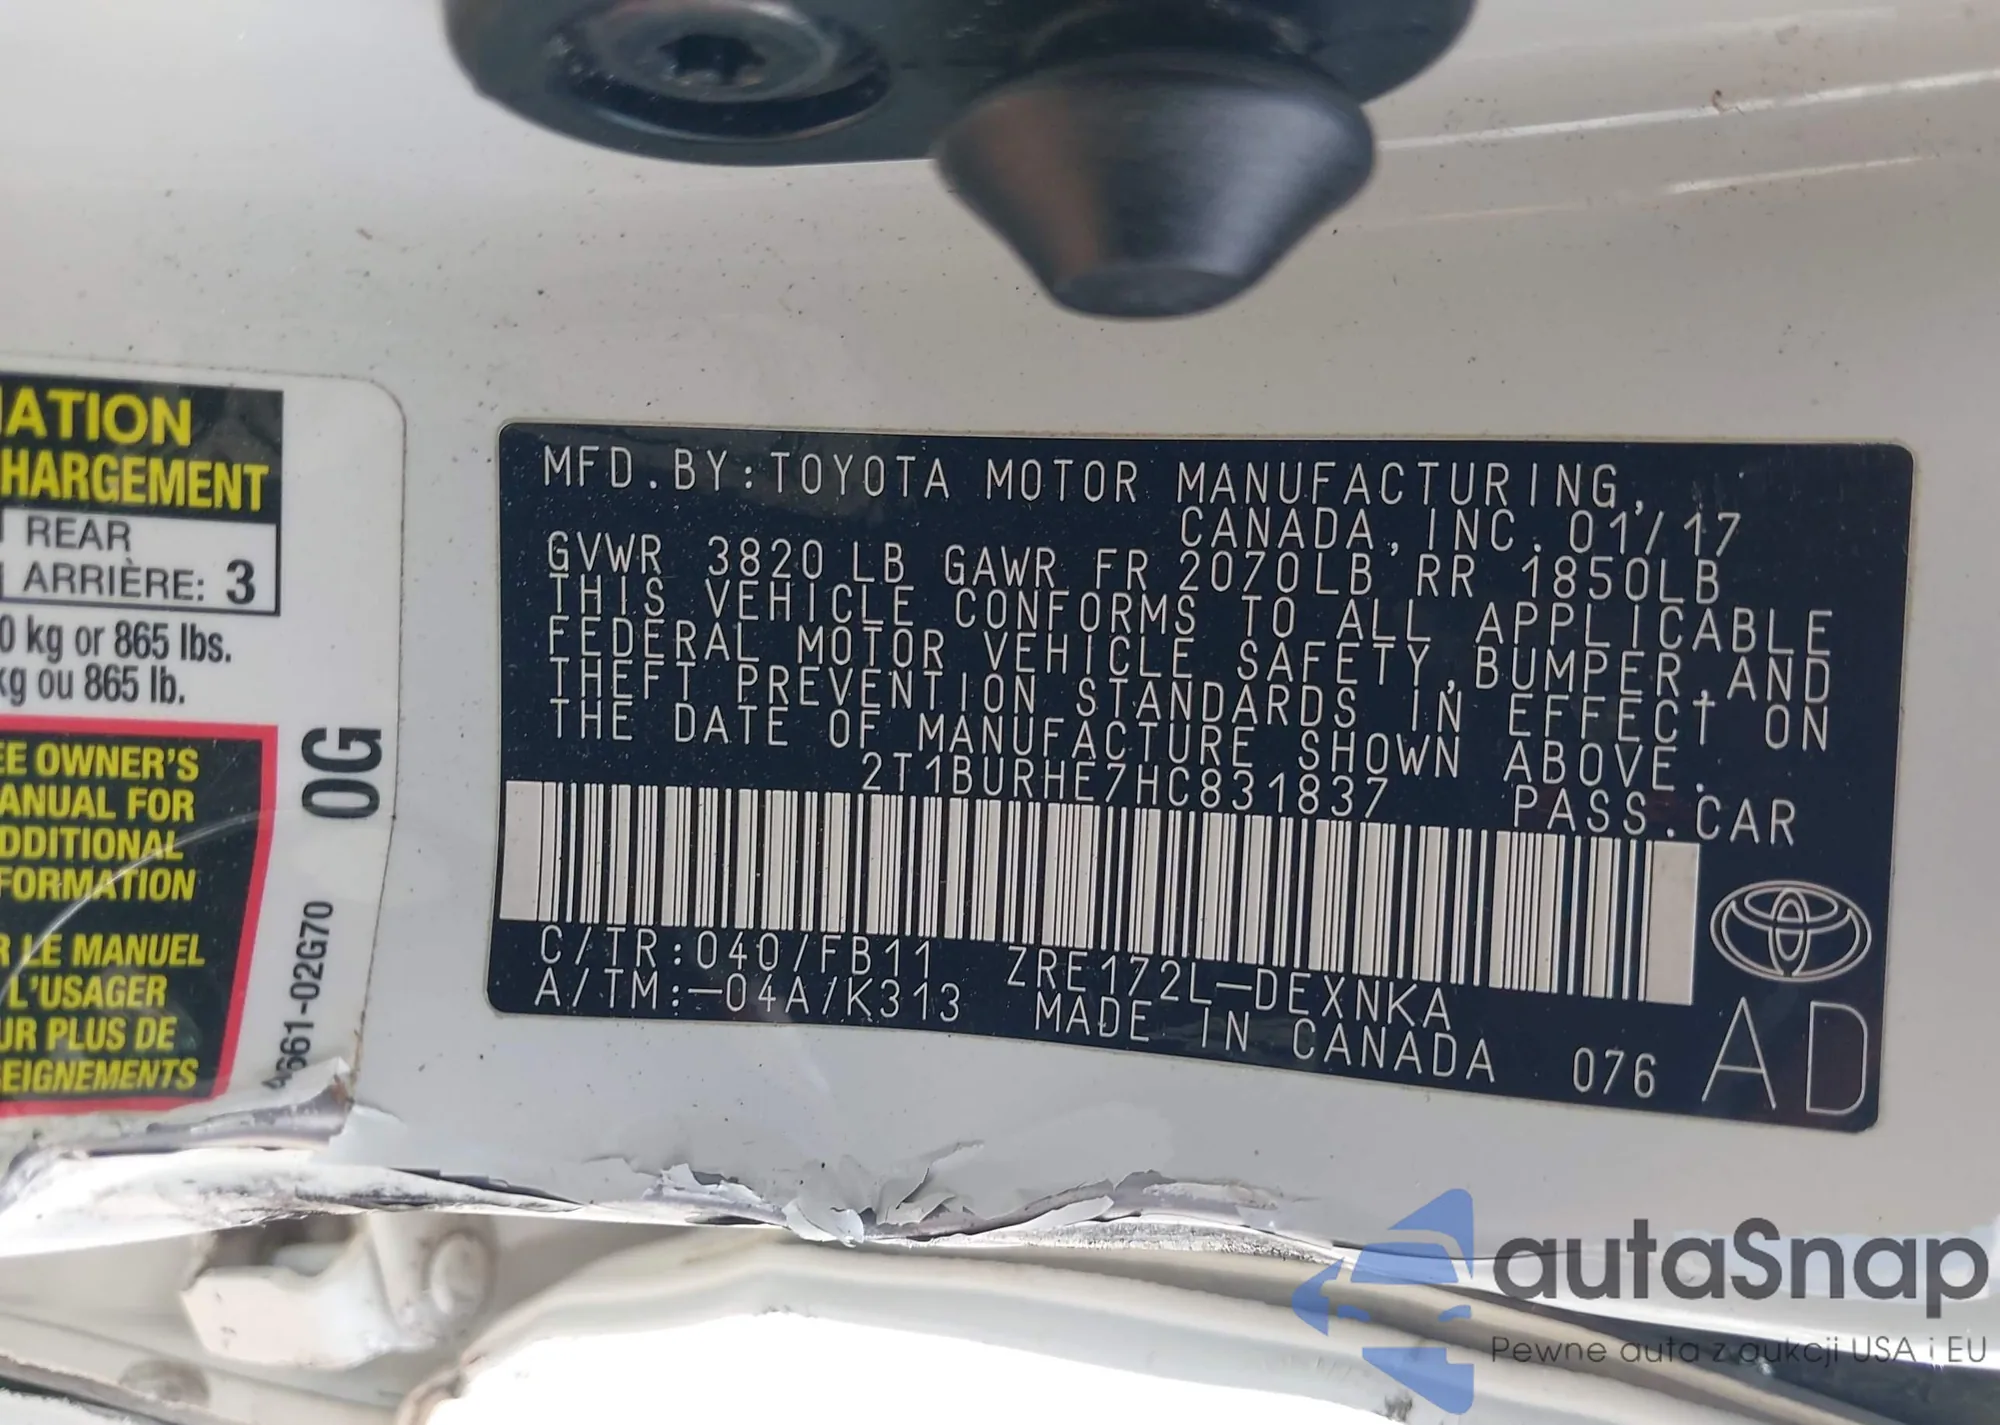 MATION
HARGEMENT
REAR
ARRIÈRE: 3
0 kg or 865 lbs.
kg ou 865 lb.
EE OWNER'S
ANUAL FOR
DDITIONAL
FORMATION
R LE MANUEL
L'USAGER
UR PLUS DE
SEIGNEMENTS
0G
A661-02G70
MFD.BY:TOYOTA MOTOR MANUFACTURING,
CANADA,INC.01/17
GVWR 3820 LB GAWR FR 2070LB RR 1850LB
THIS VEHICLE CONFORMS TO ALL APPLICABLE
FEDERAL MOTOR VEHICLE SAFETY,BUMPER,AND
THEFT PREVENTION STANDARDS IN EFFECT ON
THE DATE OF MANUFACTURE SHOWN ABOVE.
2T1BURHE7HC831837 PASS.CAR
C/TR:040/FB11 ZRE172L-DEXNKA
A/TM:-04A/K313 MADE IN CANADA 076 AD
autaSnap
Pewne auta z aukcji USA i EU